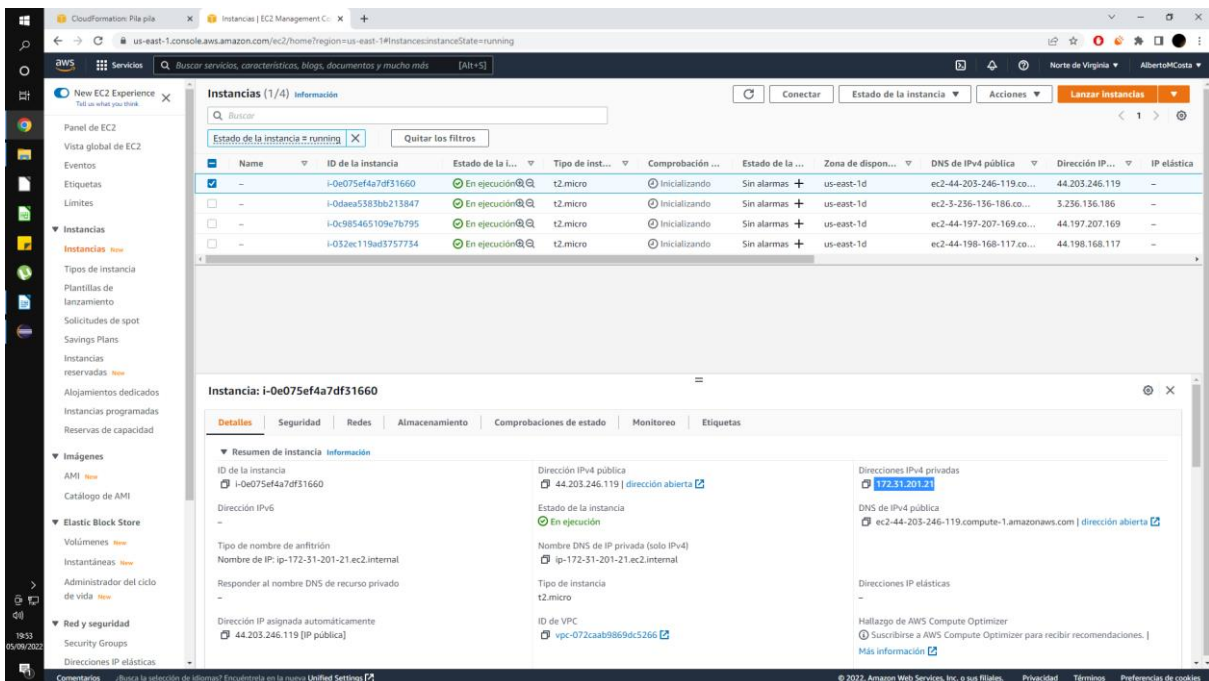 CloudFormation: Pila pila
Instancias | EC2 Management Co
us-east-1.console.aws.amazon.com/ec2/home?region=us-east-1#Instances:instanceState=running
aws
Servicios
Buscar servicios, características, blogs, documentos y mucho más
[Alt+S]
Norte de Virginia
AlbertoMCosta
New EC2 Experience
Tell us what you think
Panel de EC2
Vista global de EC2
Eventos
Etiquetas
Límites
Instancias
Instancias New
Tipos de instancia
Plantillas de
lanzamiento
Solicitudes de spot
Savings Plans
Instancias
reservadas New
Alojamientos dedicados
Instancias programadas
Reservas de capacidad
Imágenes
AMI New
Catálogo de AMI
Elastic Block Store
Volúmenes New
Instantáneas New
Administrador del ciclo
de vida New
Red y seguridad
Security Groups
Direcciones IP elásticas
Instancias (1/4) Información
Conectar
Estado de la instancia
Acciones
Lanzar instancias
Buscar
1
Estado de la instancia = running
Quitar los filtros
Name ID de la instancia Estado de la i... Tipo de inst... Comprobación ... Estado de la ... Zona de dispon... DNS de IPv4 pública Dirección IP... IP elástica
– i-0e075ef4a7df31660 En ejecución t2.micro Inicializando Sin alarmas + us-east-1d ec2-44-203-246-119.co... 44.203.246.119 –
– i-0daea5383bb213847 En ejecución t2.micro Inicializando Sin alarmas + us-east-1d ec2-3-236-136-186.co... 3.236.136.186 –
– i-0c985465109e7b795 En ejecución t2.micro Inicializando Sin alarmas + us-east-1d ec2-44-197-207-169.co... 44.197.207.169 –
– i-032ec119ad3757734 En ejecución t2.micro Inicializando Sin alarmas + us-east-1d ec2-44-198-168-117.co... 44.198.168.117 –
Instancia: i-0e075ef4a7df31660
Detalles Seguridad Redes Almacenamiento Comprobaciones de estado Monitoreo Etiquetas
Resumen de instancia Información
ID de la instancia
i-0e075ef4a7df31660
Dirección IPv4 pública
44.203.246.119 | dirección abierta
Direcciones IPv4 privadas
172.31.201.21
Dirección IPv6
–
Estado de la instancia
En ejecución
DNS de IPv4 pública
ec2-44-203-246-119.compute-1.amazonaws.com | dirección abierta
Tipo de nombre de anfitrión
Nombre de IP: ip-172-31-201-21.ec2.internal
Nombre DNS de IP privada (solo IPv4)
ip-172-31-201-21.ec2.internal
Responder al nombre DNS de recurso privado
–
Tipo de instancia
t2.micro
Direcciones IP elásticas
–
Dirección IP asignada automáticamente
44.203.246.119 [IP pública]
ID de VPC
vpc-072caab9869dc5266
Hallazgo de AWS Compute Optimizer
Suscribirse a AWS Compute Optimizer para recibir recomendaciones. |
Más información
19:53
05/09/2022
Comentarios
¿Busca la selección de idiomas? Encuéntrela en la nueva Unified Settings
© 2022, Amazon Web Services, Inc. o sus filiales.
Privacidad
Términos
Preferencias de cookies